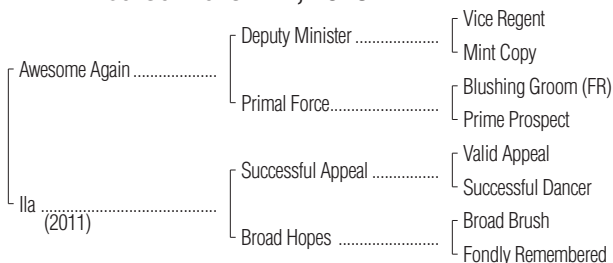 Vice Regent
Deputy Minister ....................
Mint Copy
Awesome Again ....................
Blushing Groom (FR)
Primal Force..........................
Prime Prospect
Valid Appeal
Successful Appeal ................
Successful Dancer
Ila ..........................................
(2011)
Broad Brush
Broad Hopes ........................
Fondly Remembered